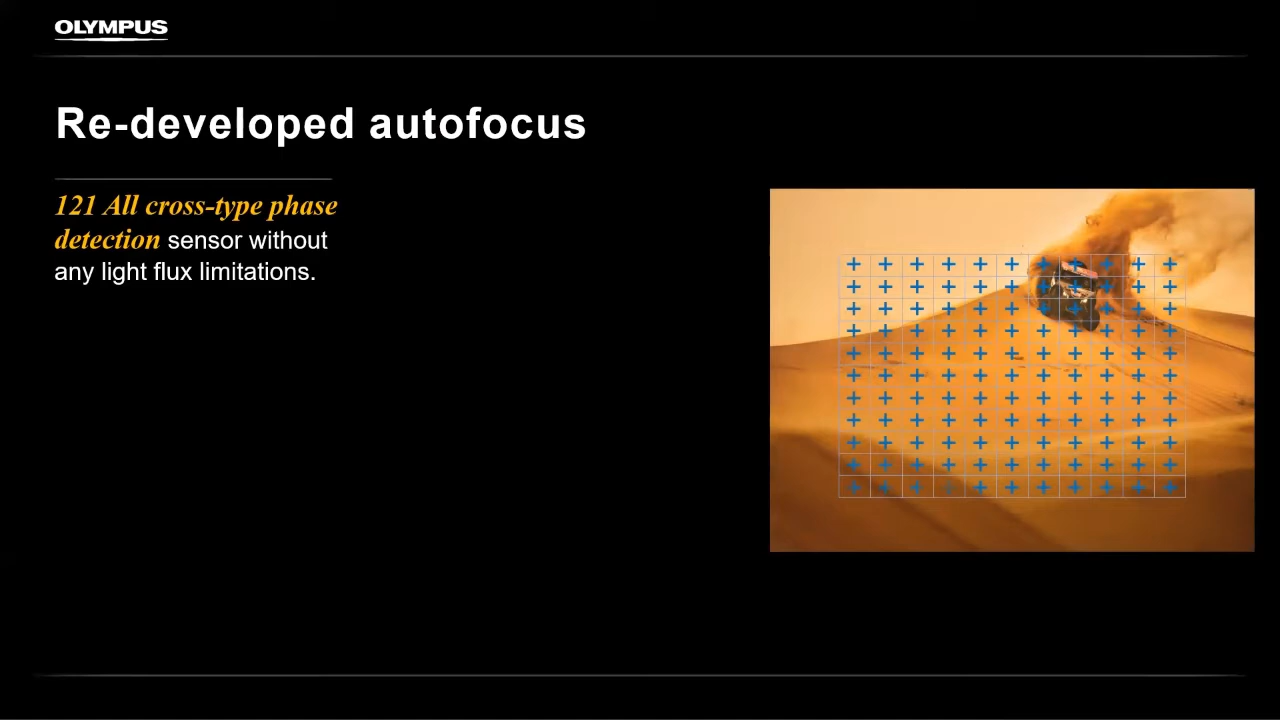 OLYMPUS
Re-developed autofocus
121 All cross-type phase
detection sensor without
any light flux limitations.